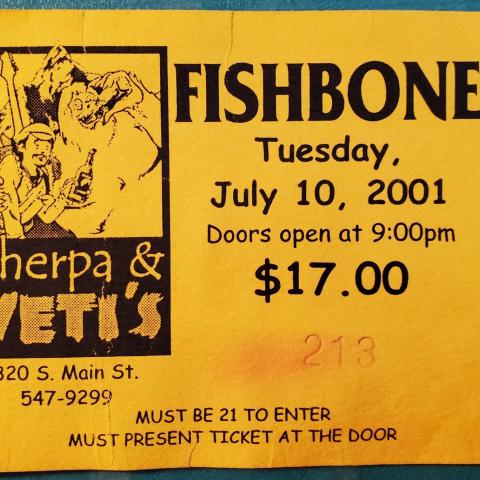 FISHBONE
Tuesday,
July 10, 2001
Doors open at 9:00pm
$17.00
herpa &
YETI'S
213
320 S. Main St.
547-9299
MUST BE 21 TO ENTER
MUST PRESENT TICKET AT THE DOOR